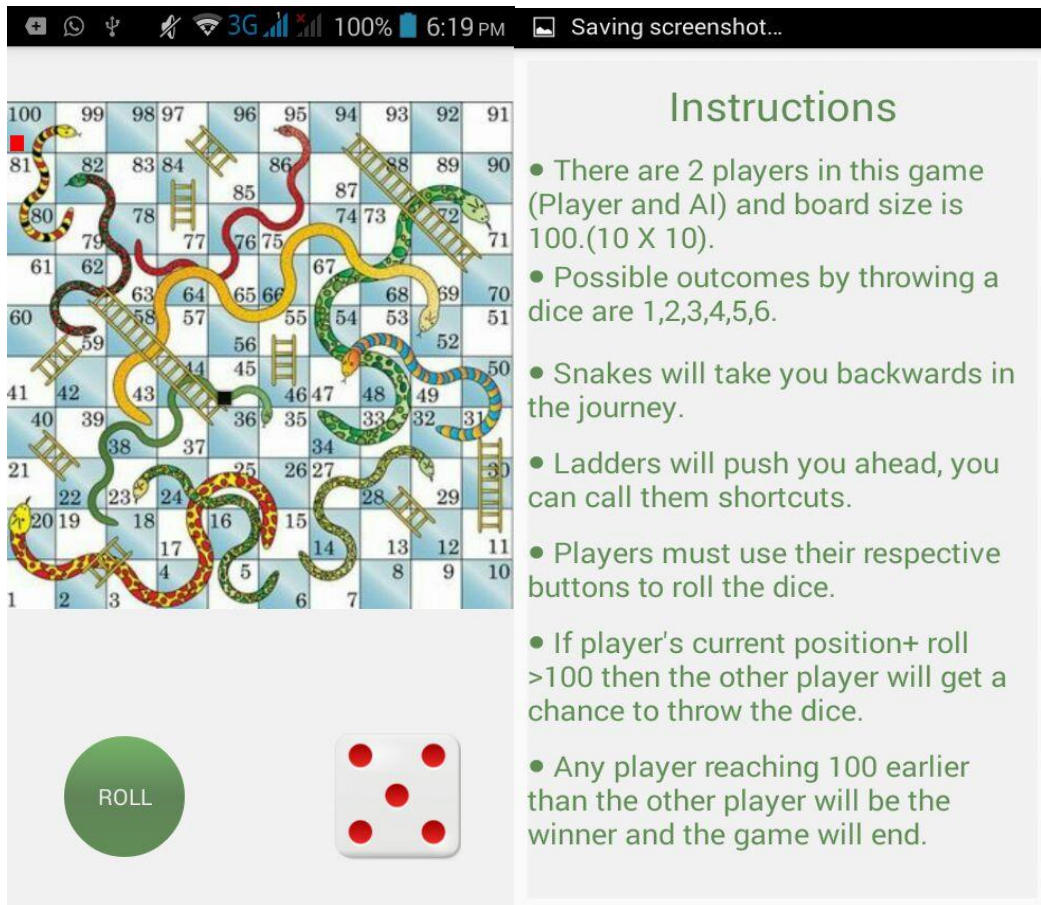 3G 100% 6:19 PM
100 99 98 97 96 95 94 93 92 91
81 82 83 84 85 86 87 88 89 90
80 79 78 77 76 75 74 73 72 71
61 62 63 64 65 66 67 68 69 70
60 59 58 57 56 55 54 53 52 51
41 42 43 44 45 46 47 48 49 50
40 39 38 37 36 35 34 33 32 31
21 22 23 24 25 26 27 28 29 30
20 19 18 17 16 15 14 13 12 11
1 2 3 4 5 6 7 8 9 10
ROLL
Saving screenshot...
Instructions
• There are 2 players in this game
(Player and AI) and board size is
100.(10 X 10).
• Possible outcomes by throwing a
dice are 1,2,3,4,5,6.
• Snakes will take you backwards in
the journey.
• Ladders will push you ahead, you
can call them shortcuts.
• Players must use their respective
buttons to roll the dice.
• If player's current position+ roll
>100 then the other player will get a
chance to throw the dice.
• Any player reaching 100 earlier
than the other player will be the
winner and the game will end.